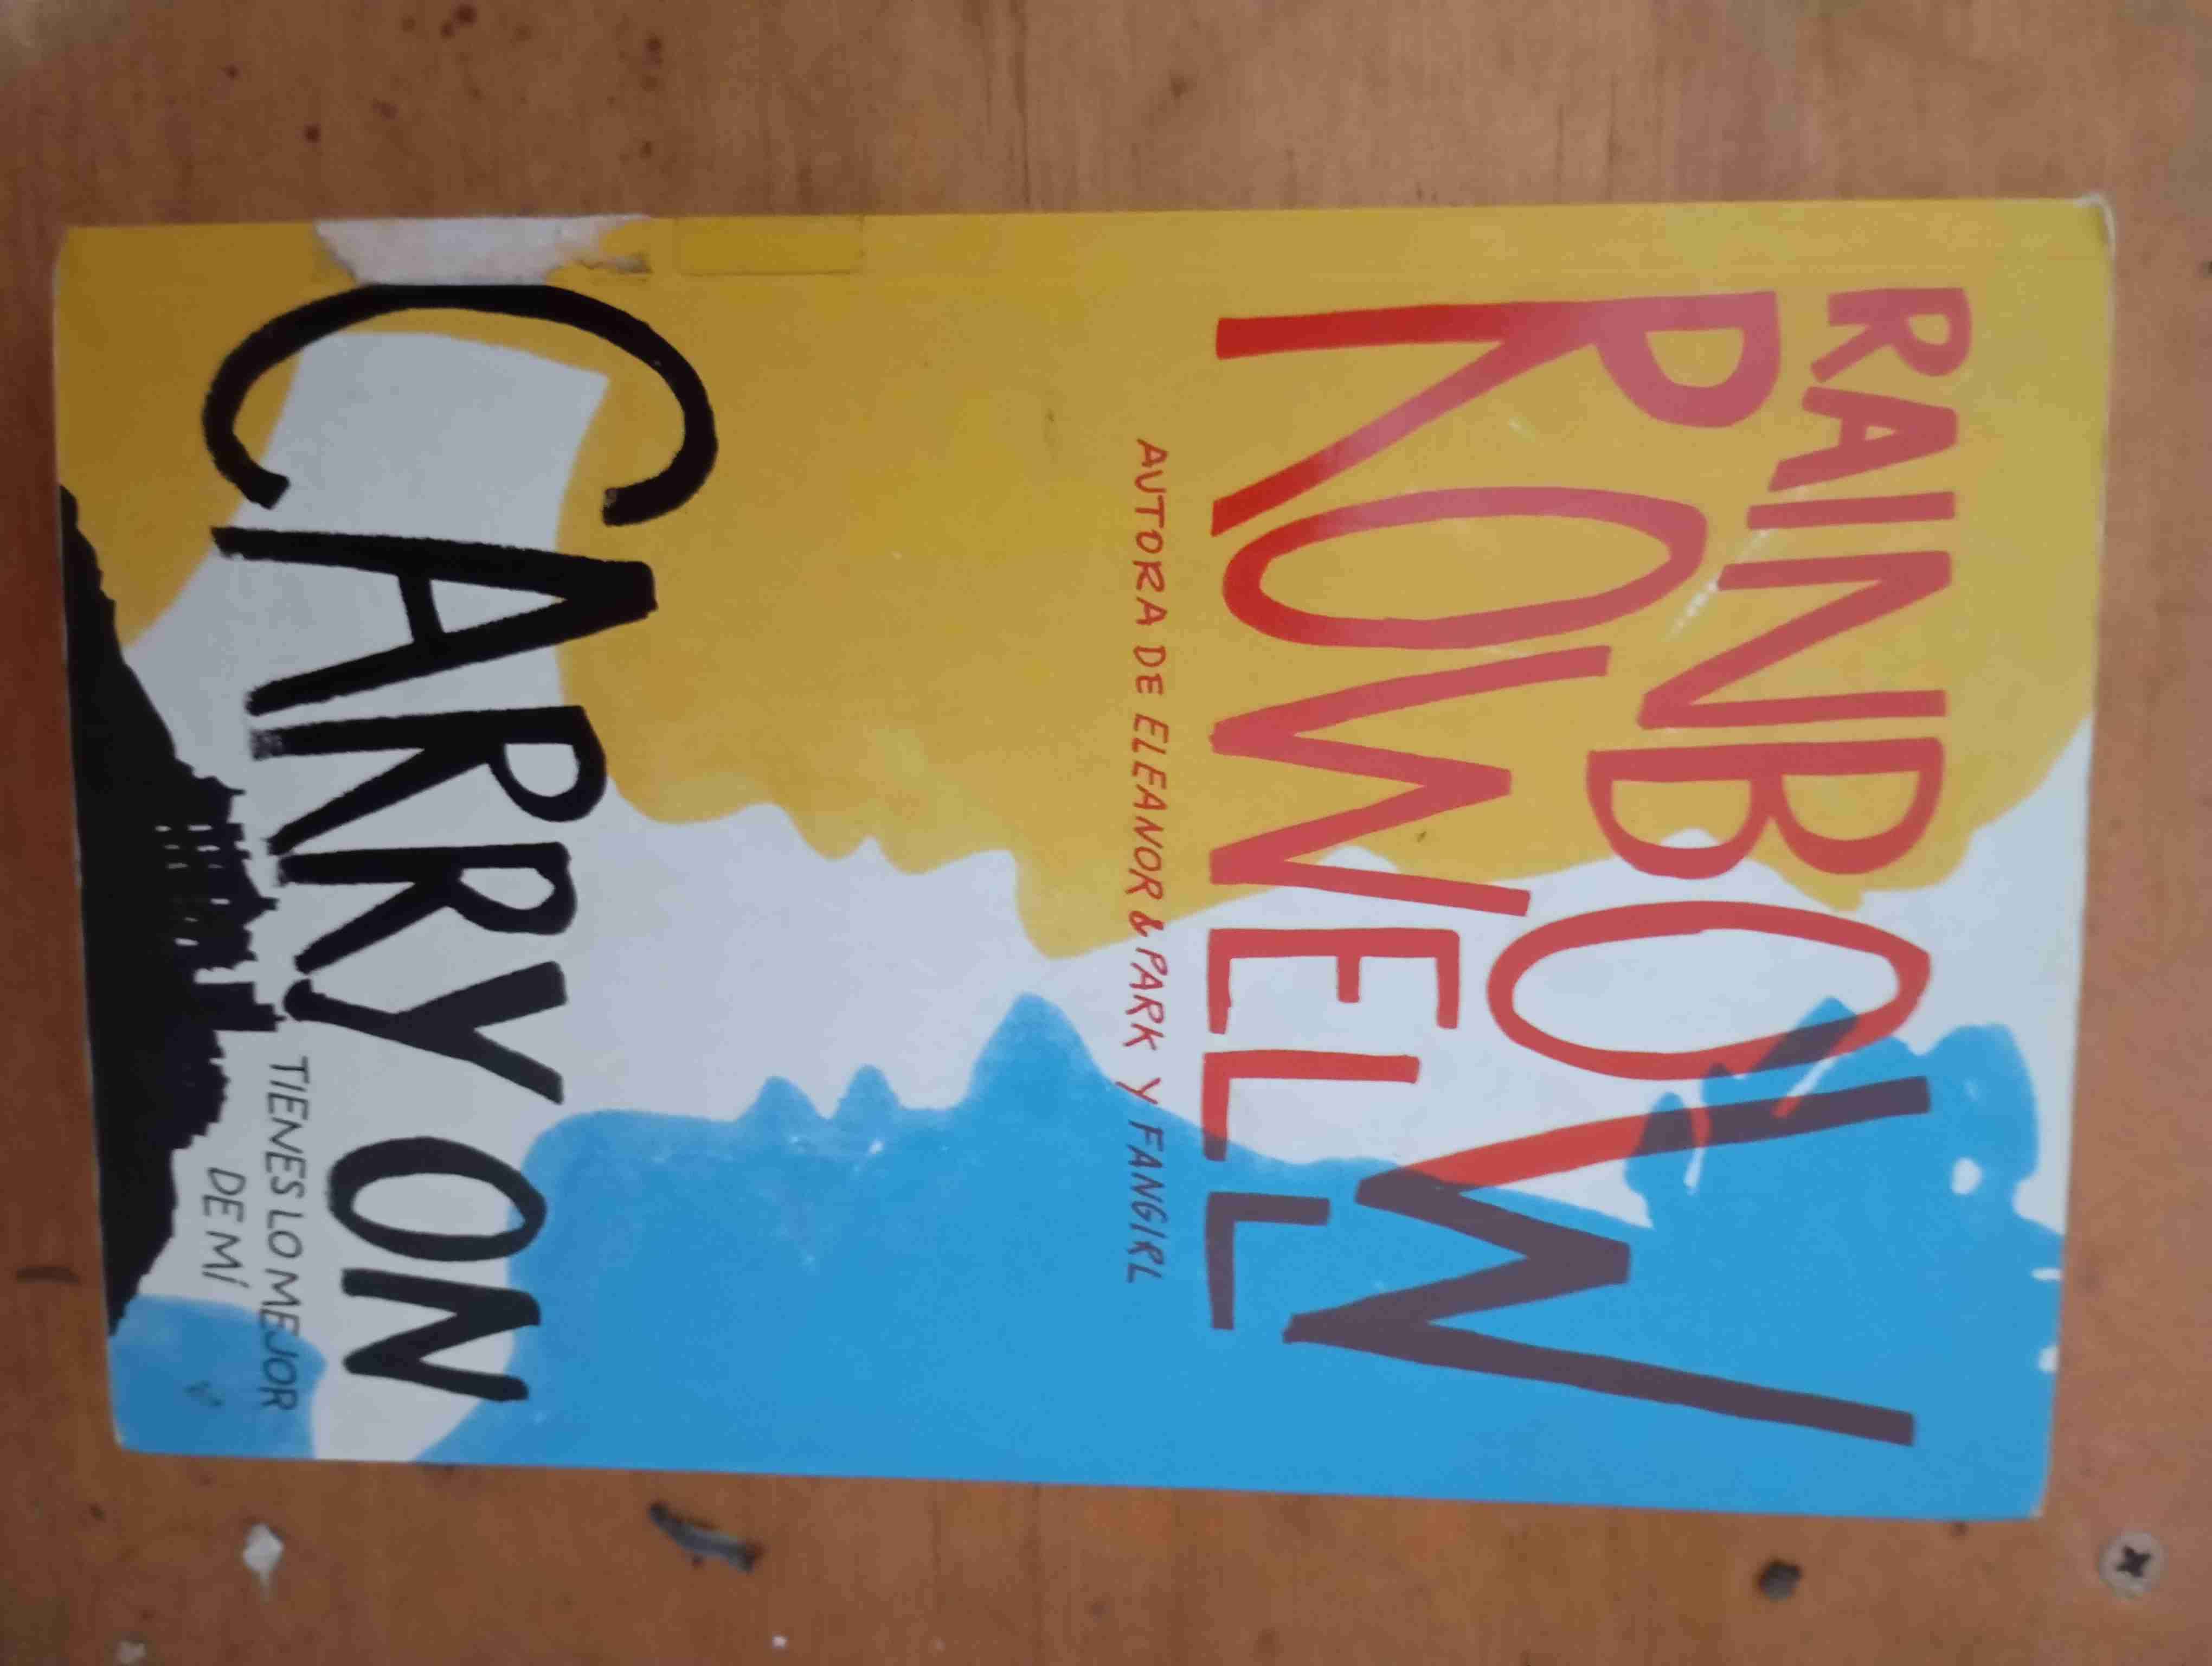 RAINBOW
ROWELL
AUTORA DE ELEANOR & PARK Y FANGIRL
CARRY ON
TIENES LO MEJOR
DE MÍ